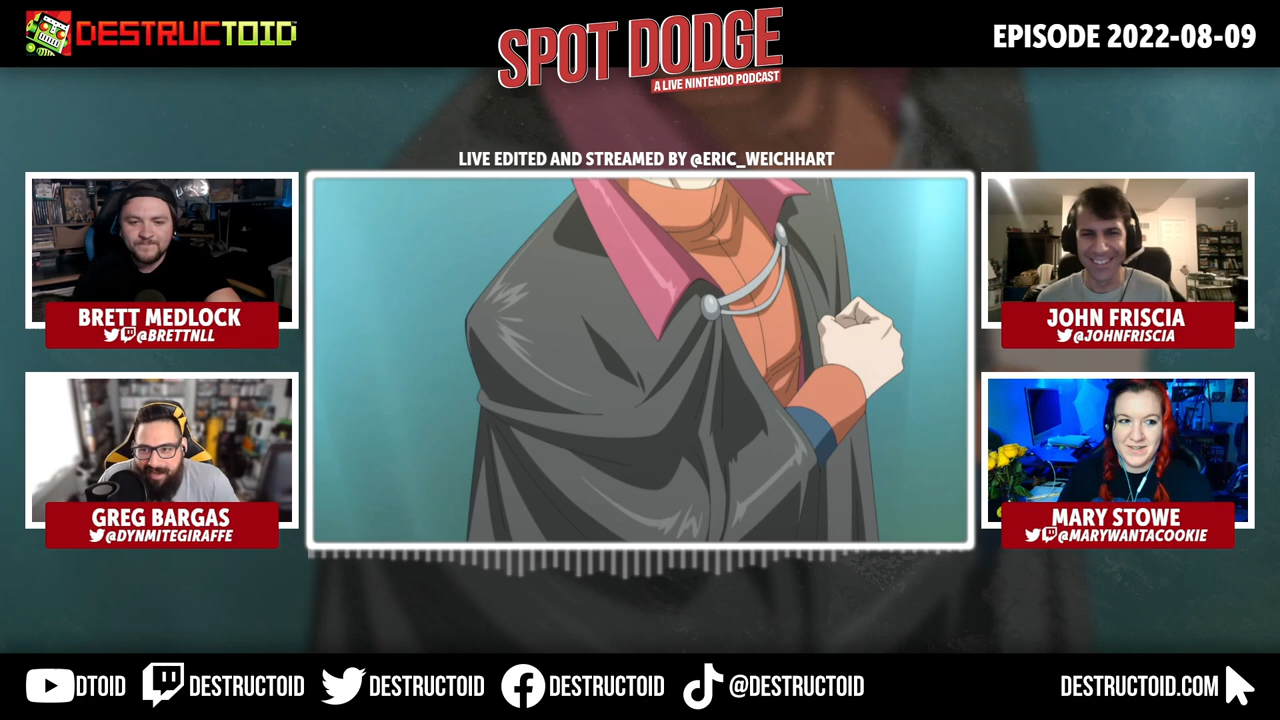 DESTRUCTOID
SPOT DODGE
A LIVE NINTENDO PODCAST
EPISODE 2022-08-09
LIVE EDITED AND STREAMED BY @ERIC_WEICHHART
BRETT MEDLOCK
@BRETTNLL
JOHN FRISCIA
@JOHNFRISCIA
GREG BARGAS
@DYNMITEGIRAFFE
MARY STOWE
@MARYWANTACOOKIE
DTOID DESTRUCTOID DESTRUCTOID DESTRUCTOID @DESTRUCTOID DESTRUCTOID.COM